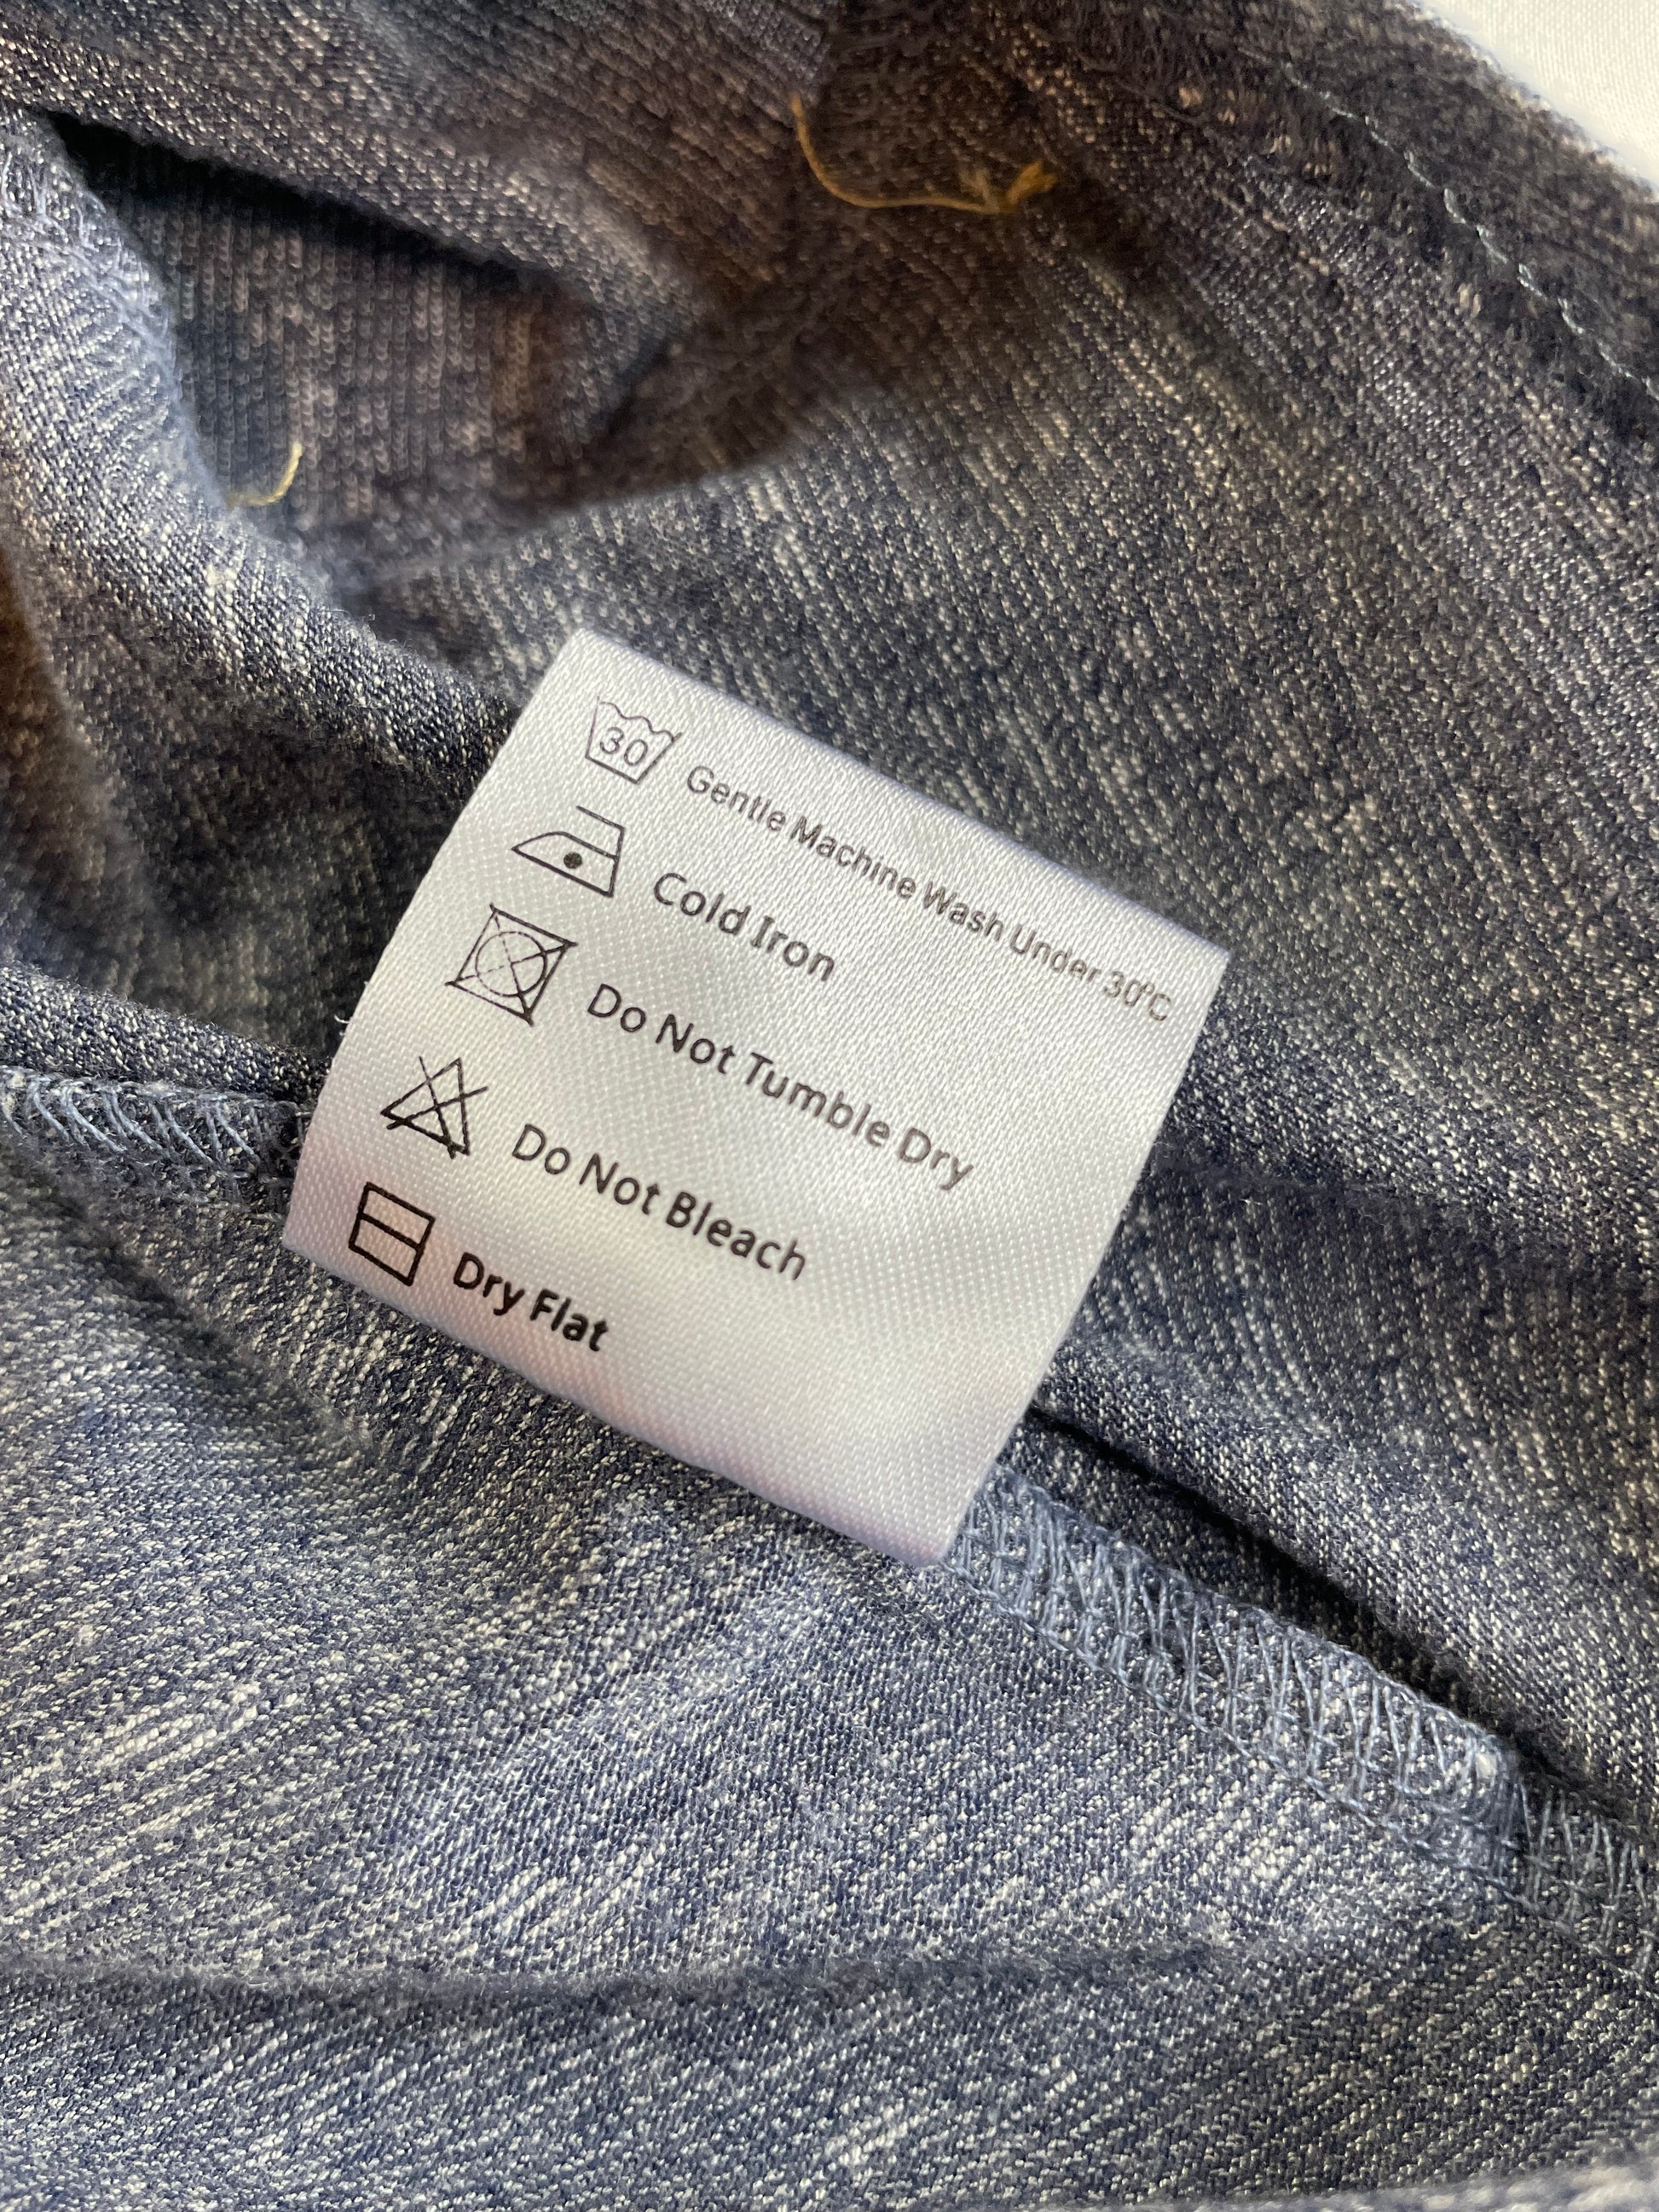 30 Gentle Machine Wash Under 30°C
Cold Iron
Do Not Tumble Dry
Do Not Bleach
Dry Flat